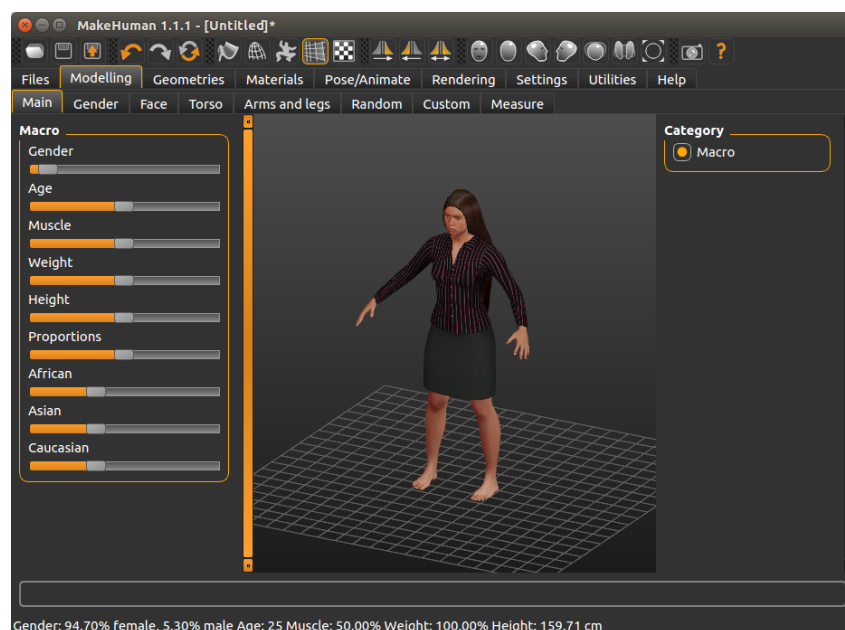 MakeHuman 1.1.1 - [Untitled]*
?
Files Modelling Geometries Materials Pose/Animate Rendering Settings Utilities Help
Main Gender Face Torso Arms and legs Random Custom Measure
Macro
Gender
Age
Muscle
Weight
Height
Proportions
African
Asian
Caucasian
Category
Macro
Gender: 94.70% female, 5.30% male Age: 25 Muscle: 50.00% Weight: 100.00% Height: 159.71 cm